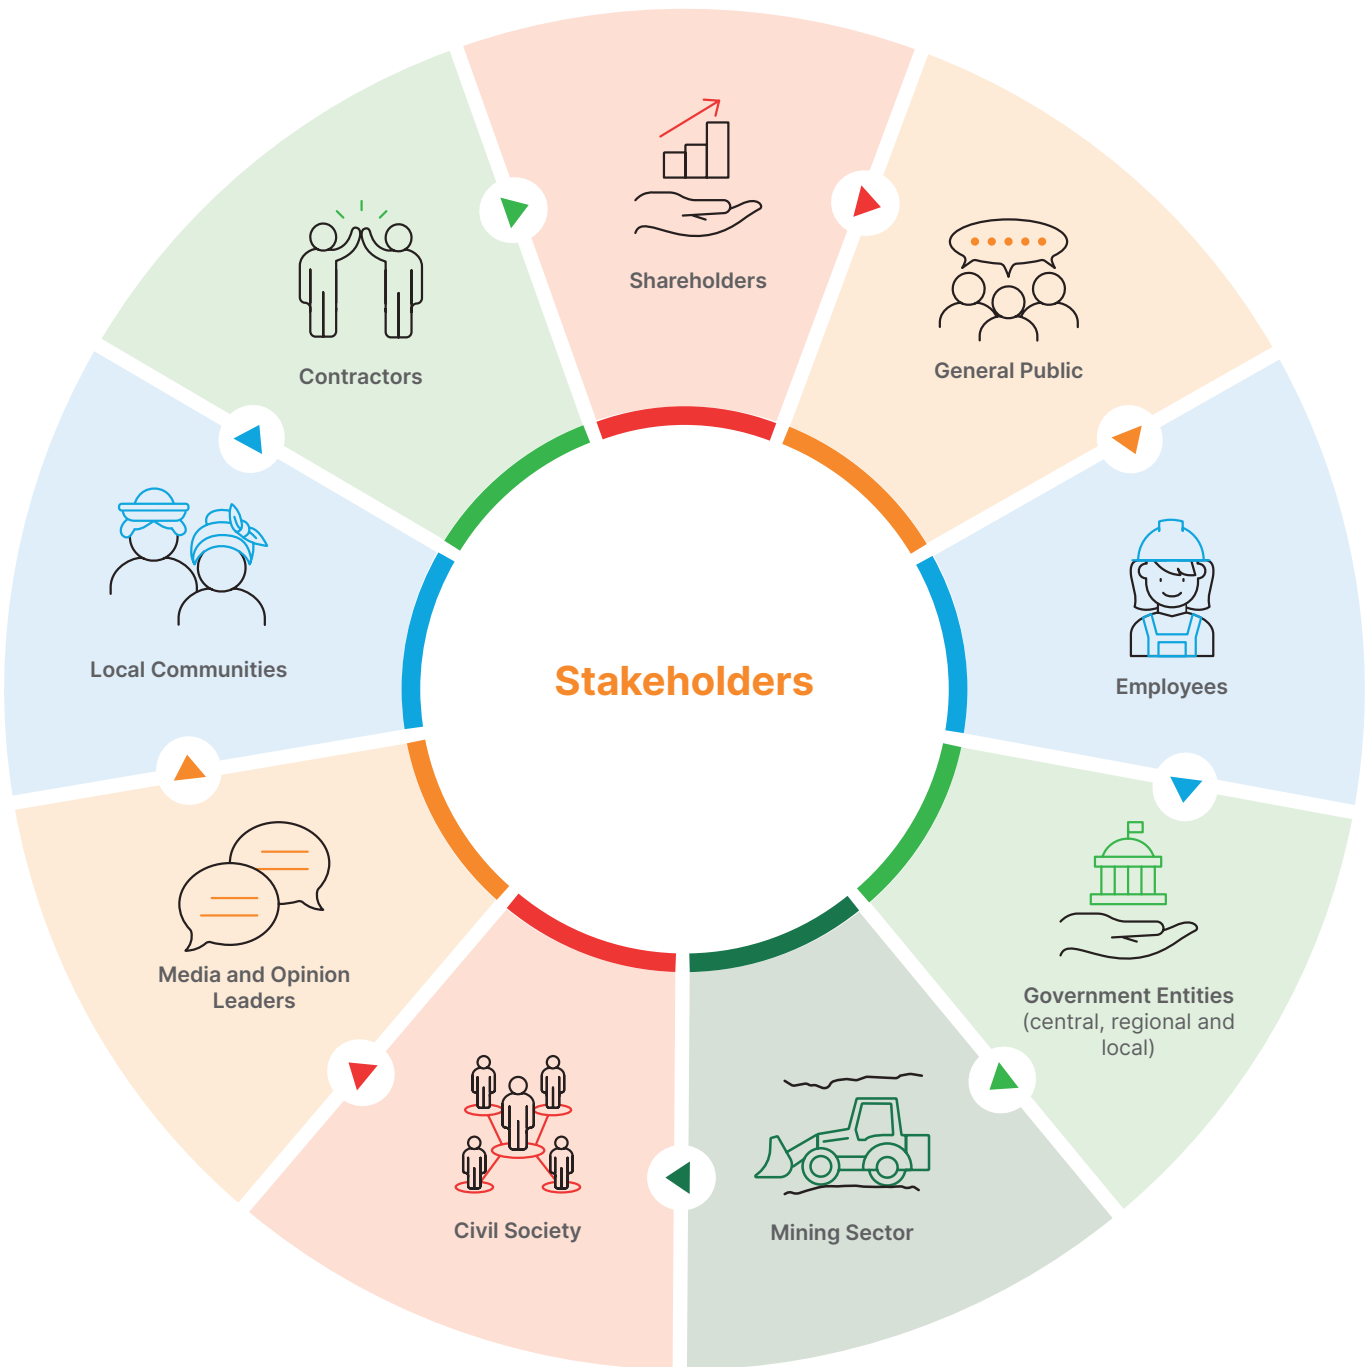 Shareholders
General Public
Contractors
Employees
Local Communities
Stakeholders
Government Entities
(central, regional and
local)
Media and Opinion
Leaders
Mining Sector
Civil Society